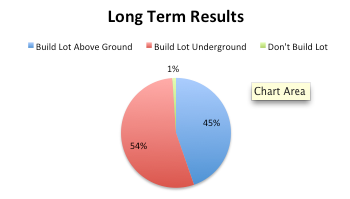 Long Term Results
Build Lot Above Ground Build Lot Underground Don't Build Lot
1%
Chart Area
45%
54%